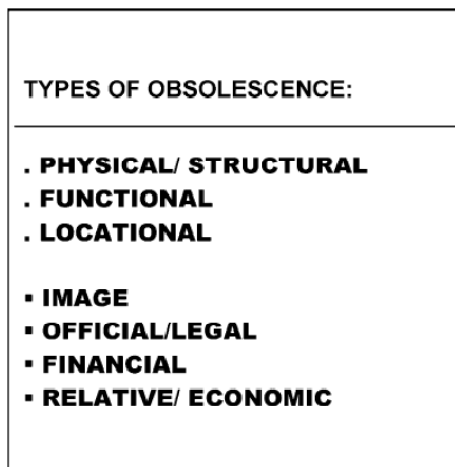 TYPES OF OBSOLESCENCE:
. PHYSICAL/ STRUCTURAL
. FUNCTIONAL
. LOCATIONAL
▪ IMAGE
▪ OFFICIAL/LEGAL
▪ FINANCIAL
▪ RELATIVE/ ECONOMIC